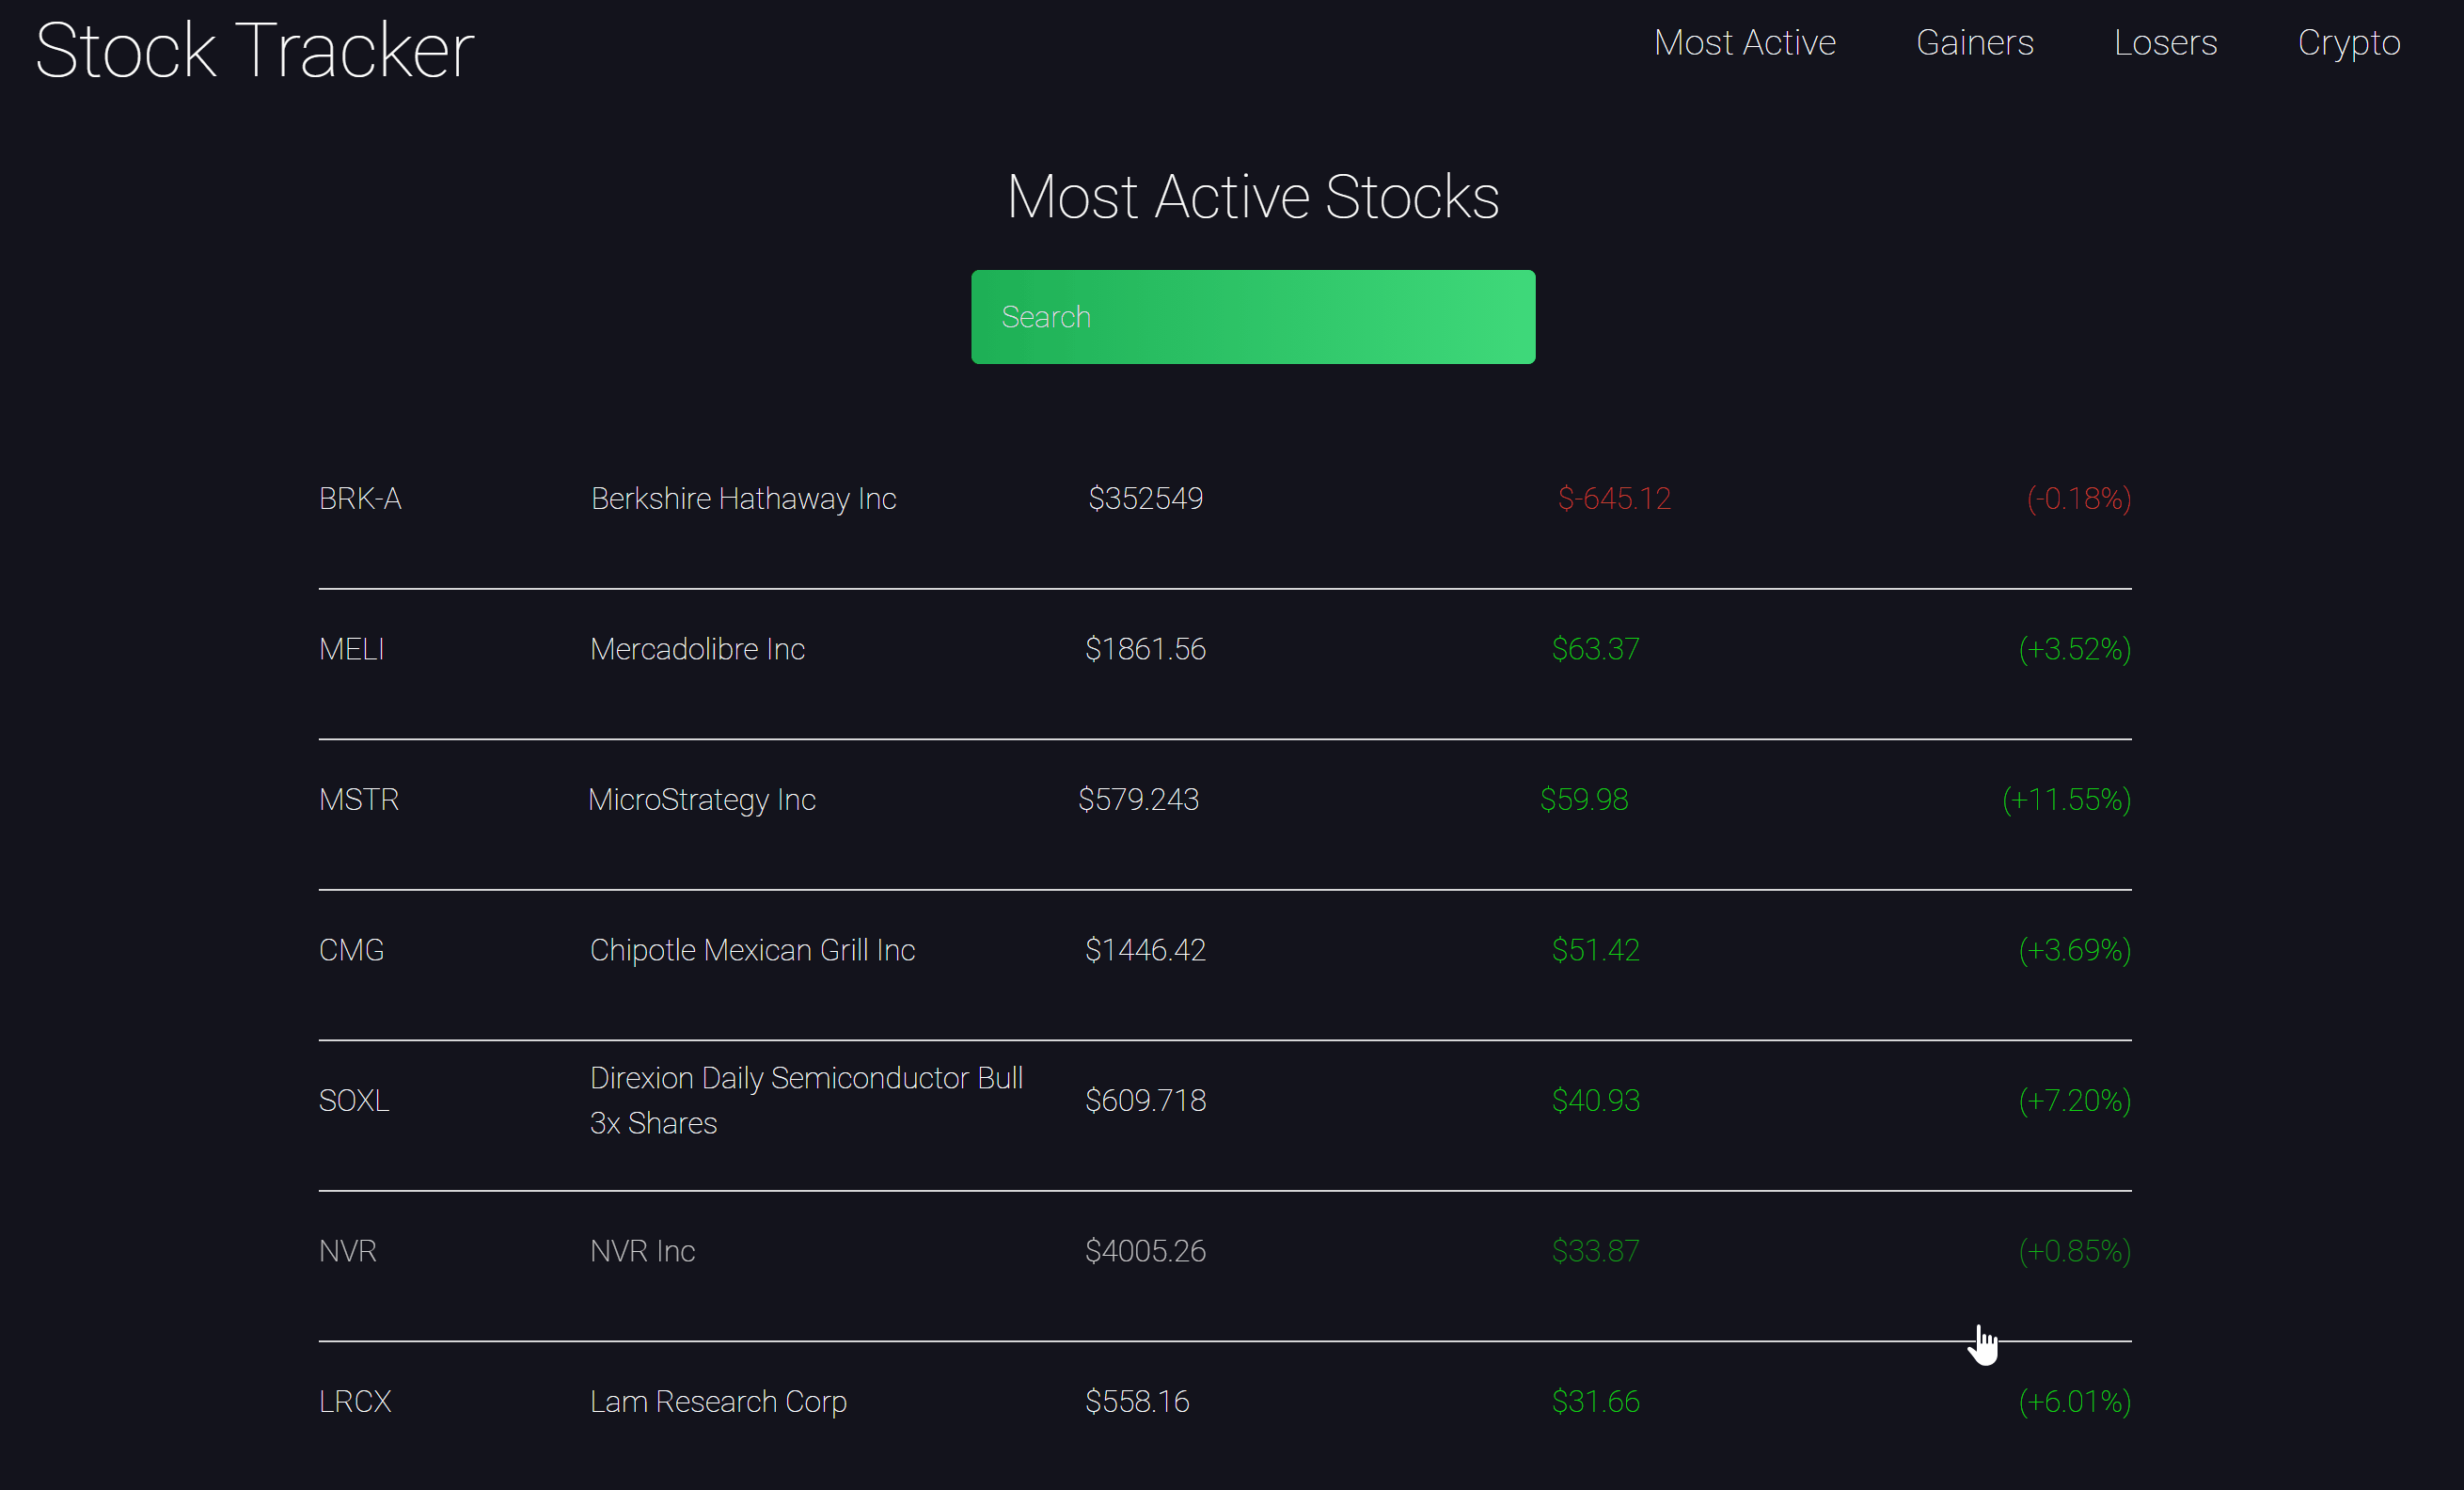 Stock Tracker Most Active Gainers Losers Crypto
Most Active Stocks
Search
BRK-A Berkshire Hathaway Inc $352549 $-645.12 (-0.18%)
MELI Mercadolibre Inc $1861.56 $63.37 (+3.52%)
MSTR MicroStrategy Inc $579.243 $59.98 (+11.55%)
CMG Chipotle Mexican Grill Inc $1446.42 $51.42 (+3.69%)
SOXL Direxion Daily Semiconductor Bull
3x Shares $609.718 $40.93 (+7.20%)
NVR NVR Inc $4005.26 $33.87 (+0.85%)
LRCX Lam Research Corp $558.16 $31.66 (+6.01%)